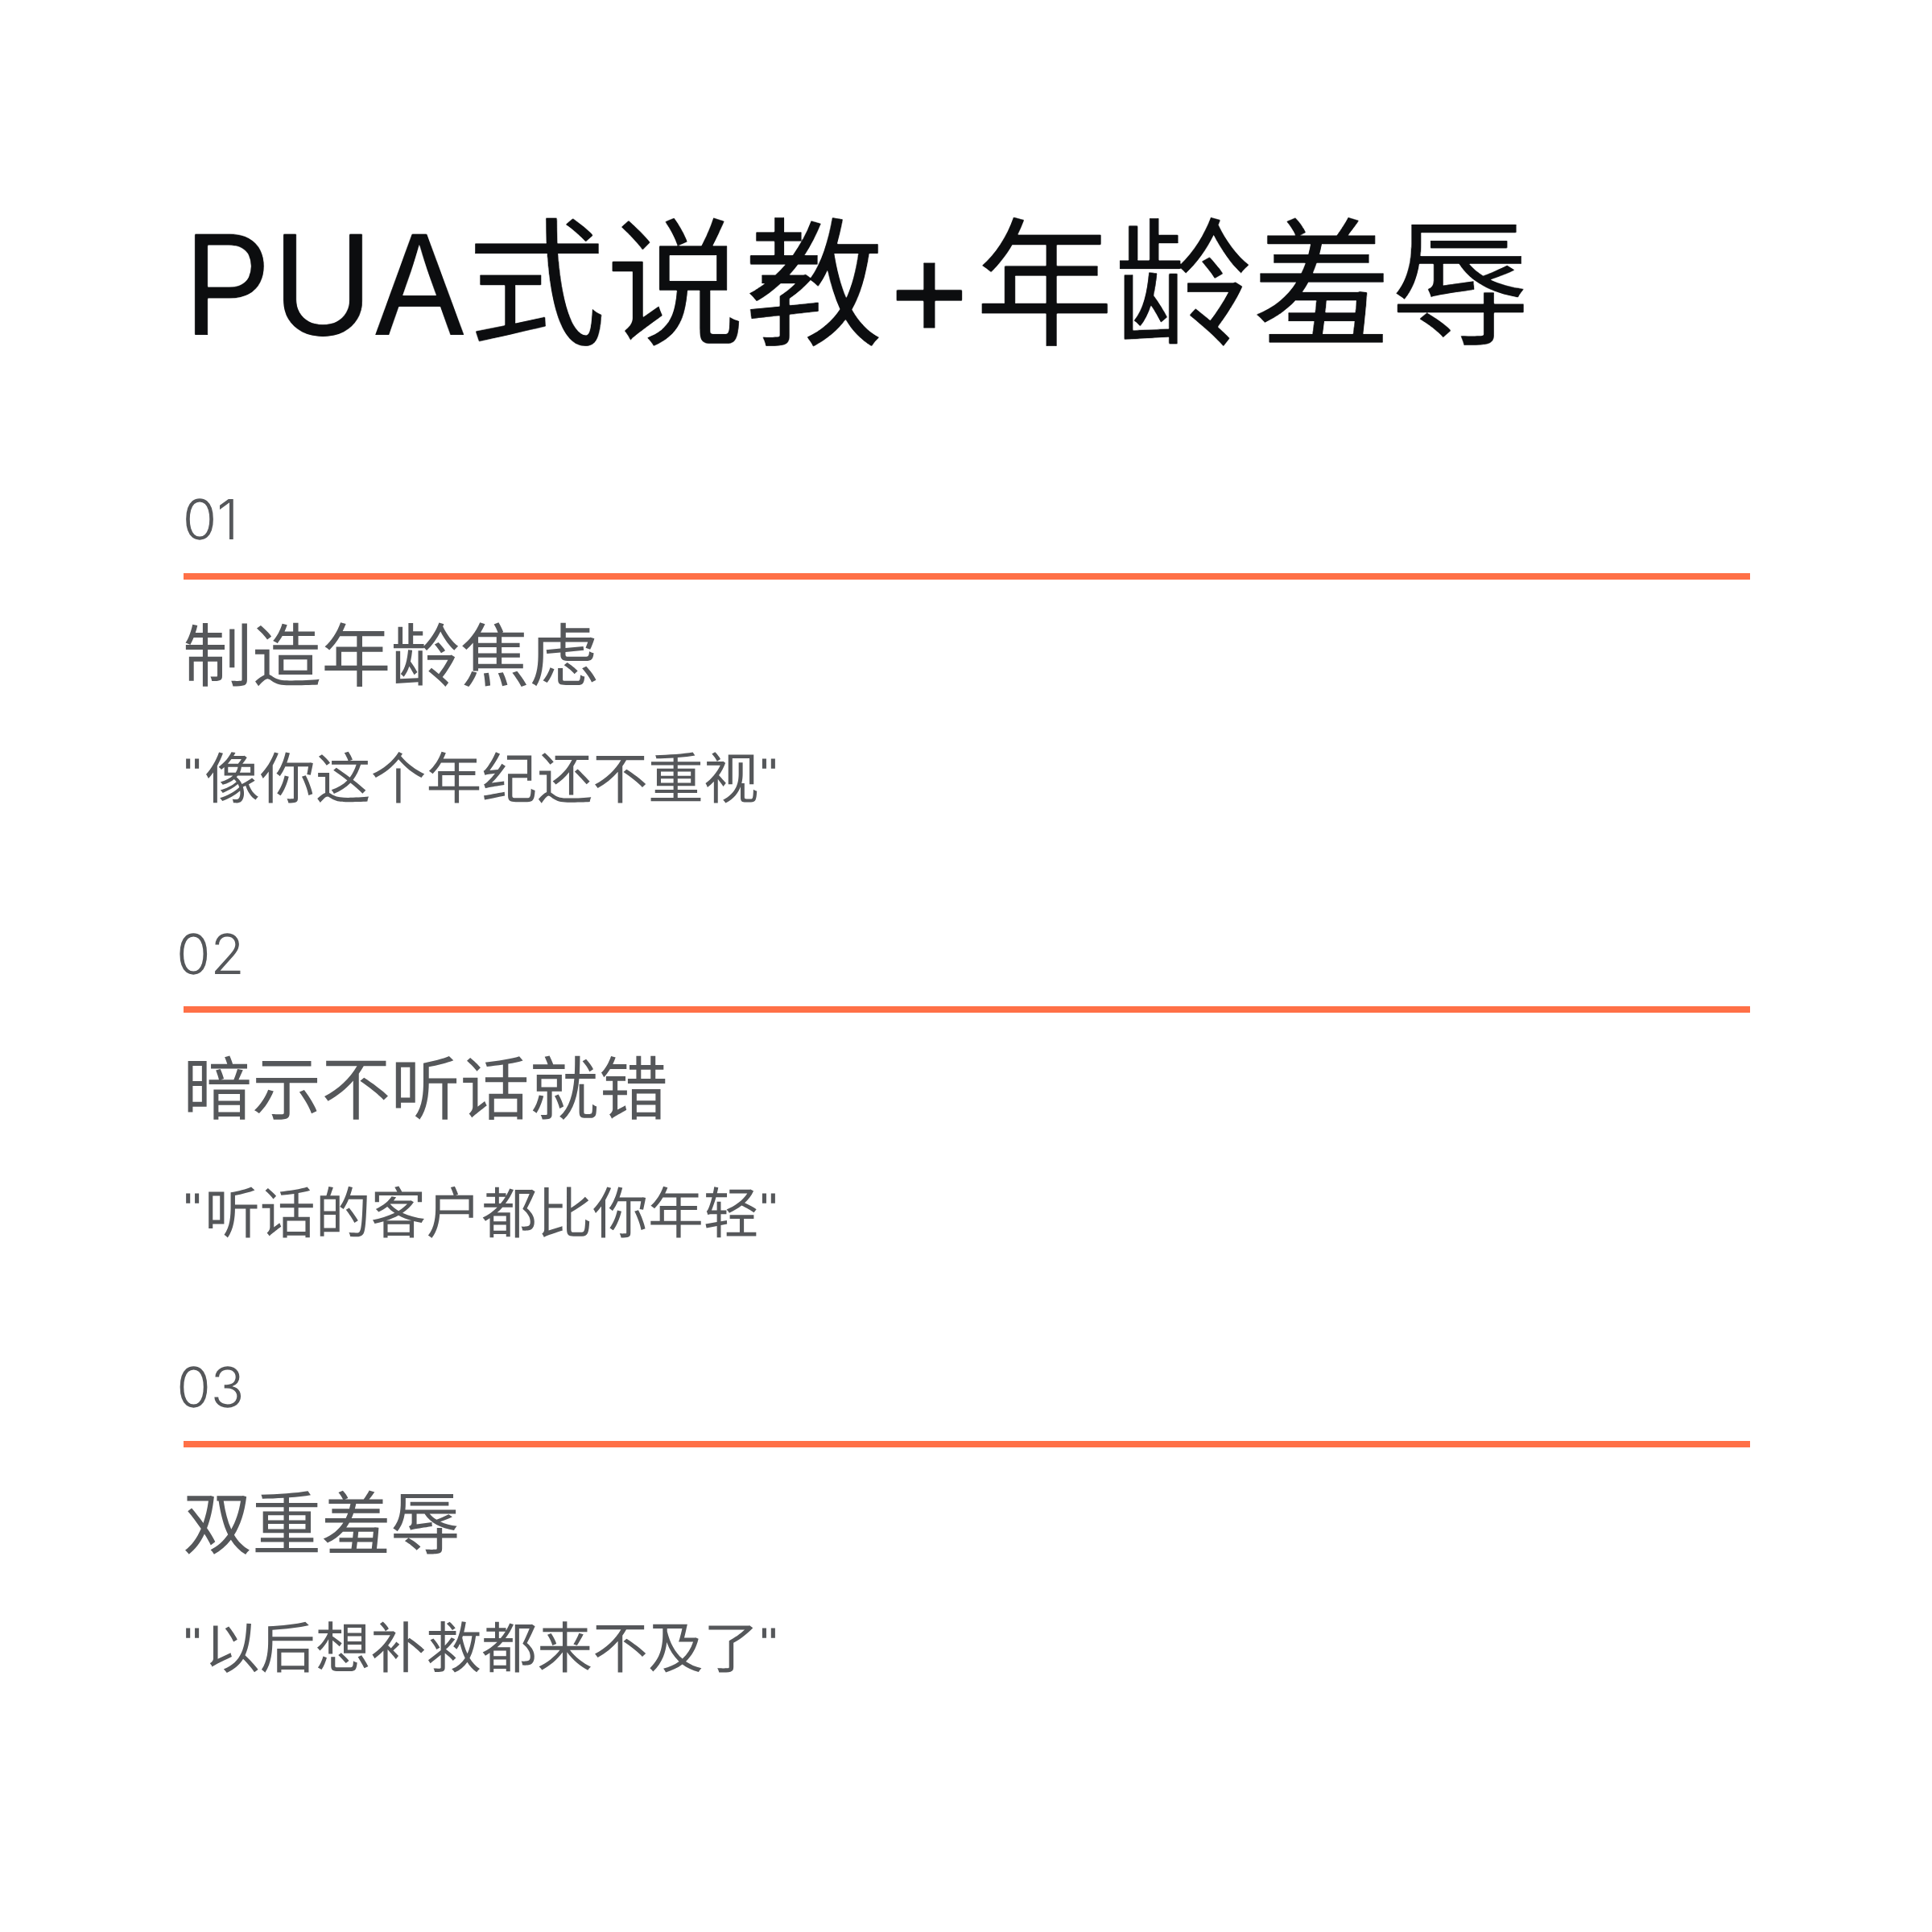 PUA式说教+年龄羞辱
01
制造年龄焦虑
"像你这个年纪还不重视"
02
暗示不听话就错
"听话的客户都比你年轻"
03
双重羞辱
"以后想补救都来不及了"